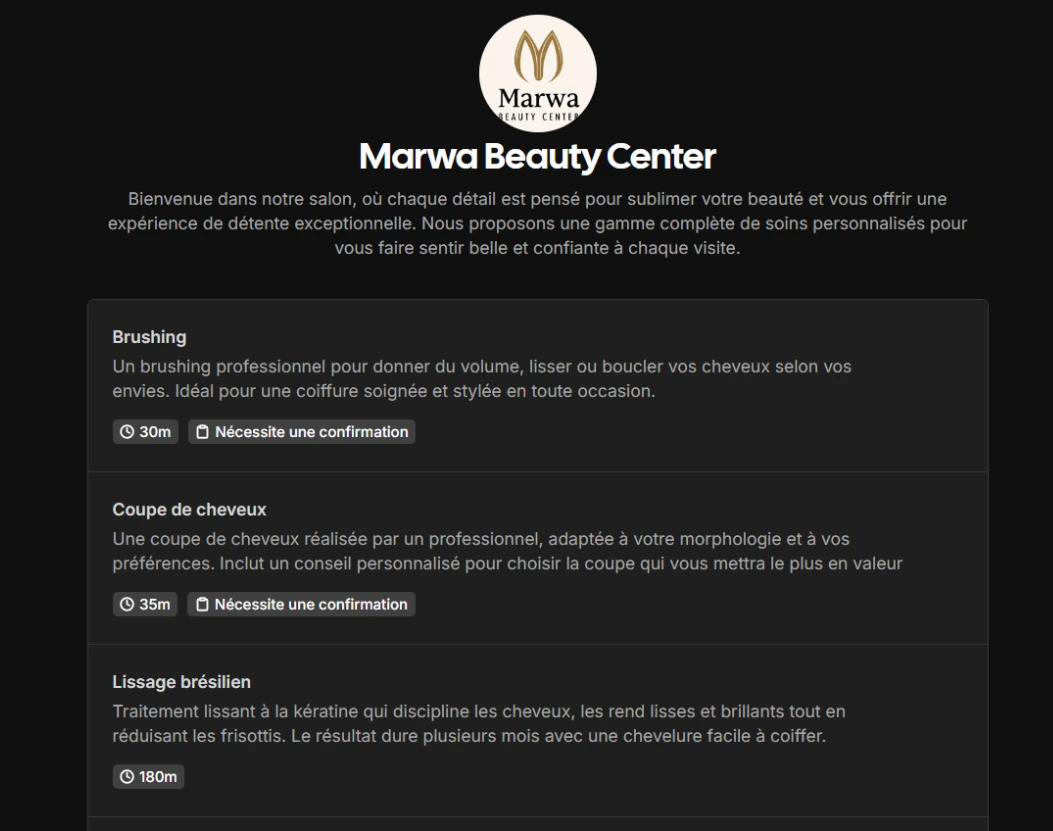 Marwa
BEAUTY CENTER
Marwa Beauty Center
Bienvenue dans notre salon, où chaque détail est pensé pour sublimer votre beauté et vous offrir une
expérience de détente exceptionnelle. Nous proposons une gamme complète de soins personnalisés pour
vous faire sentir belle et confiante à chaque visite.
Brushing
Un brushing professionnel pour donner du volume, lisser ou boucler vos cheveux selon vos
envies. Idéal pour une coiffure soignée et stylée en toute occasion.
30m Nécessite une confirmation
Coupe de cheveux
Une coupe de cheveux réalisée par un professionnel, adaptée à votre morphologie et à vos
préférences. Inclut un conseil personnalisé pour choisir la coupe qui vous mettra le plus en valeur
35m Nécessite une confirmation
Lissage brésilien
Traitement lissant à la kératine qui discipline les cheveux, les rend lisses et brillants tout en
réduisant les frisottis. Le résultat dure plusieurs mois avec une chevelure facile à coiffer.
180m